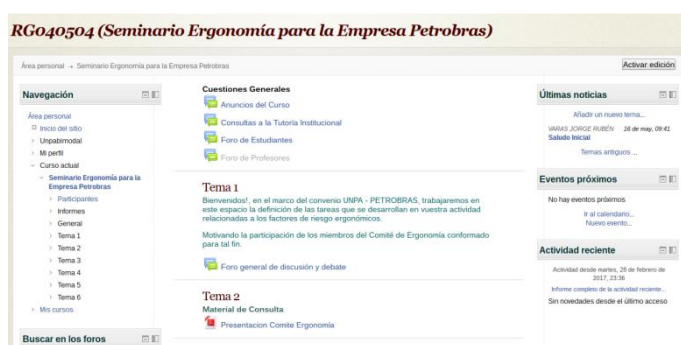 RG040504 (Seminario Ergonomía para la Empresa Petrobras)
Área personal → Seminario Ergonomía para la Empresa Petrobras
Activar edición
Navegación
Área personal
Inicio del sitio
Unpabimodal
Mi perfil
Curso actual
Seminario Ergonomía para la
Empresa Petrobras
Participantes
Informes
General
Tema 1
Tema 2
Tema 3
Tema 4
Tema 5
Tema 6
Mis cursos
Buscar en los foros
Cuestiones Generales
Anuncios del Curso
Consultas a la Tutoría Institucional
Foro de Estudiantes
Foro de Profesores
Tema 1
Bienvenidos!, en el marco del convenio UNPA - PETROBRAS, trabajaremos en
este espacio la definición de las tareas que se desarrollan en vuestra actividad
relacionadas a los factores de riesgo ergonómicos.
Motivando la participación de los miembros del Comité de Ergonomía conformado
para tal fin.
Foro general de discusión y debate
Tema 2
Material de Consulta
Presentacion Comite Ergonomía
Últimas noticias
Añadir un nuevo tema...
VARAS JORGE RUBÉN 16 de may, 09:41
Saludo Inicial
Temas antiguos ...
Eventos próximos
No hay eventos próximos
Ir al calendario...
Nuevo evento...
Actividad reciente
Actividad desde martes, 28 de febrero de
2017, 23:36
Informe completo de la actividad reciente...
Sin novedades desde el último acceso